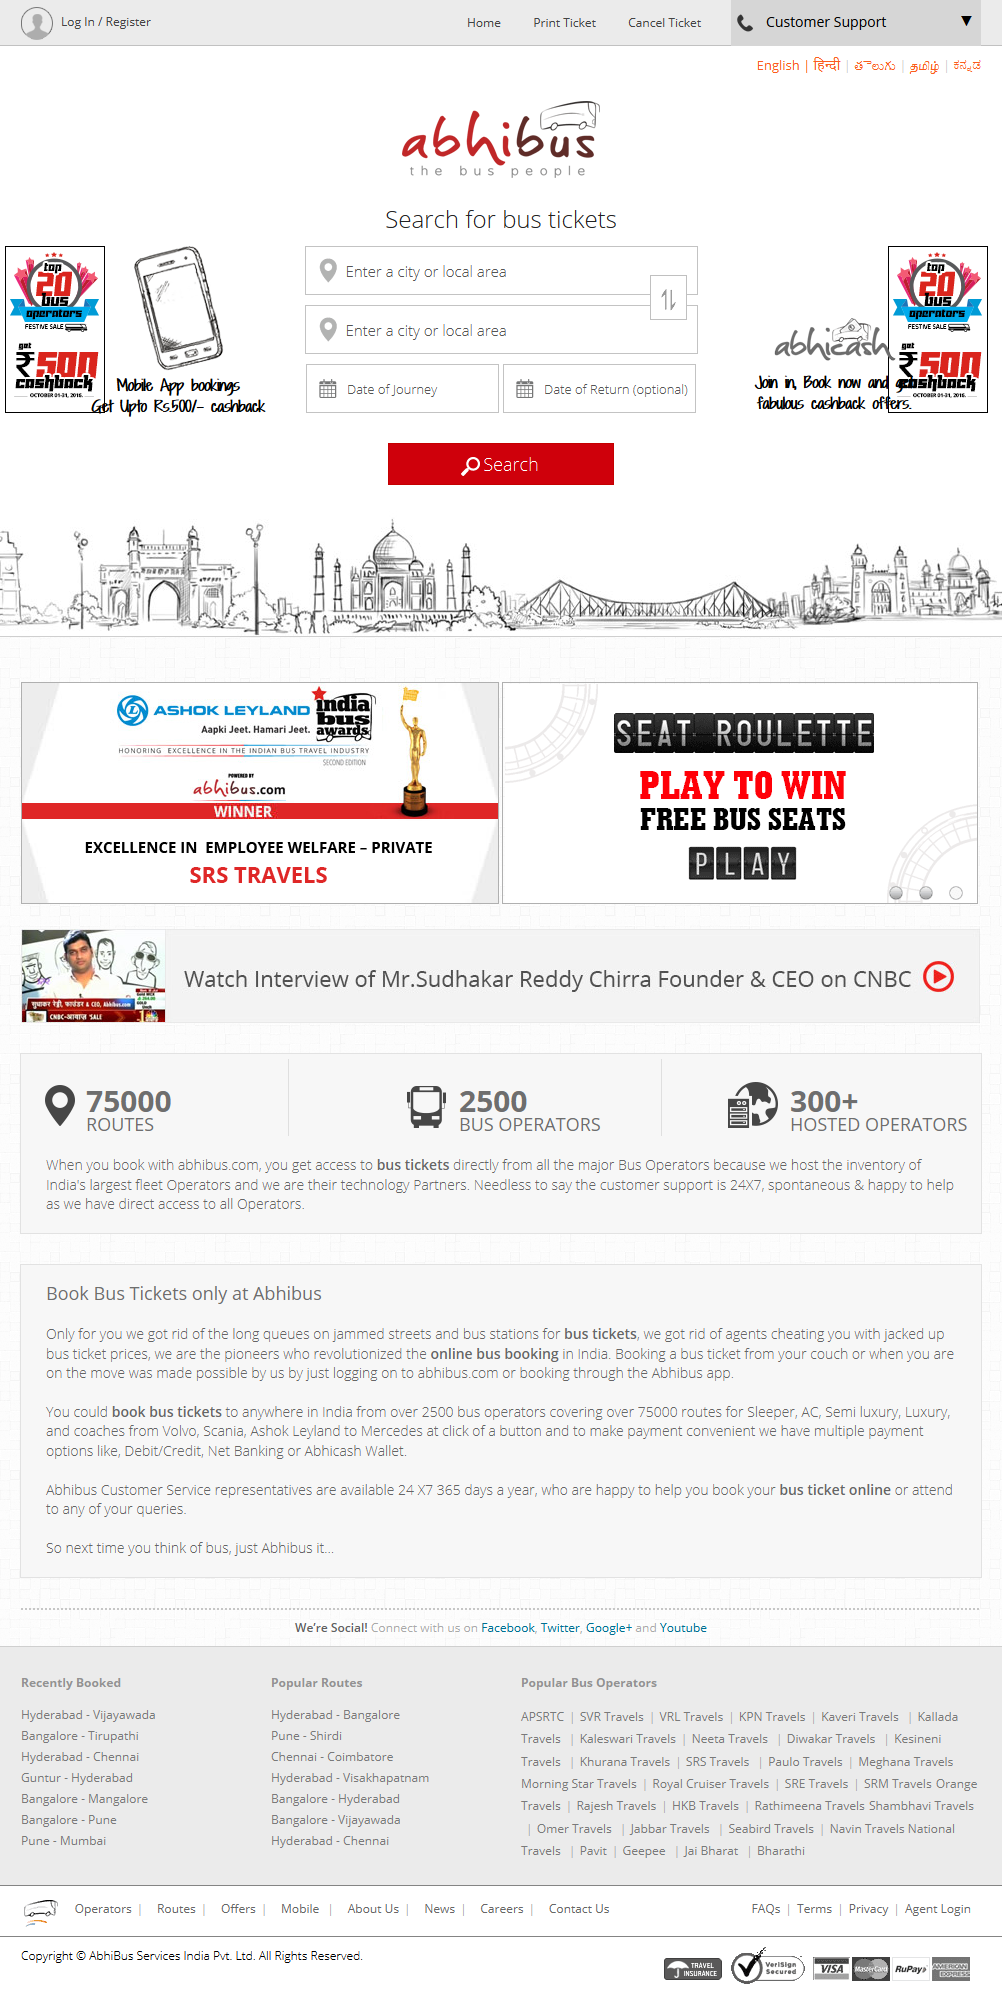 Log In / Register
Home
Print Ticket
Cancel Ticket
Customer Support
English | हिन्दी | తెలుగు | தமிழ் | ಕನ್ನಡ
abhibus
the bus people
Search for bus tickets
top
20
bus
operators
FESTIVE SALE
get
₹500
cashback
OCTOBER 01-31, 2016.
Mobile App bookings
Get Upto Rs.500/- cashback
Enter a city or local area
Enter a city or local area
Date of Journey
Date of Return (optional)
Search
abhicash
Join in, Book now and
fabulous cashback offers.
top
20
bus
operators
FESTIVE SALE
get
₹500
cashback
OCTOBER 01-31, 2016.
ASHOK LEYLAND
Aapki Jeet. Hamari Jeet.
india
bus
awards
HONORING EXCELLENCE IN THE INDIAN BUS TRAVEL INDUSTRY
SECOND EDITION
POWERED BY
abhibus.com
WINNER
EXCELLENCE IN EMPLOYEE WELFARE – PRIVATE
SRS TRAVELS
SEAT ROULETTE
PLAY TO WIN
FREE BUS SEATS
PLAY
सुधाकर रेड्डी, फाउंडर & CEO, Abhibus.com
CNBC-आवाज़ 'SALE
Watch Interview of Mr.Sudhakar Reddy Chirra Founder & CEO on CNBC
75000
ROUTES
2500
BUS OPERATORS
300+
HOSTED OPERATORS
When you book with abhibus.com, you get access to bus tickets directly from all the major Bus Operators because we host the inventory of
India's largest fleet Operators and we are their technology Partners. Needless to say the customer support is 24X7, spontaneous & happy to help
as we have direct access to all Operators.
Book Bus Tickets only at Abhibus
Only for you we got rid of the long queues on jammed streets and bus stations for bus tickets, we got rid of agents cheating you with jacked up
bus ticket prices, we are the pioneers who revolutionized the online bus booking in India. Booking a bus ticket from your couch or when you are
on the move was made possible by us by just logging on to abhibus.com or booking through the Abhibus app.
You could book bus tickets to anywhere in India from over 2500 bus operators covering over 75000 routes for Sleeper, AC, Semi luxury, Luxury,
and coaches from Volvo, Scania, Ashok Leyland to Mercedes at click of a button and to make payment convenient we have multiple payment
options like, Debit/Credit, Net Banking or Abhicash Wallet.
Abhibus Customer Service representatives are available 24 X7 365 days a year, who are happy to help you book your bus ticket online or attend
to any of your queries.
So next time you think of bus, just Abhibus it...
We're Social! Connect with us on Facebook, Twitter, Google+ and Youtube
Recently Booked
Hyderabad - Vijayawada
Bangalore - Tirupathi
Hyderabad - Chennai
Guntur - Hyderabad
Bangalore - Mangalore
Bangalore - Pune
Pune - Mumbai
Popular Routes
Hyderabad - Bangalore
Pune - Shirdi
Chennai - Coimbatore
Hyderabad - Visakhapatnam
Bangalore - Hyderabad
Bangalore - Vijayawada
Hyderabad - Chennai
Popular Bus Operators
APSRTC | SVR Travels | VRL Travels | KPN Travels | Kaveri Travels | Kallada
Travels | Kaleswari Travels | Neeta Travels | Diwakar Travels | Kesineni
Travels | Khurana Travels | SRS Travels | Paulo Travels | Meghana Travels
Morning Star Travels | Royal Cruiser Travels | SRE Travels | SRM Travels Orange
Travels | Rajesh Travels | HKB Travels | Rathimeena Travels Shambhavi Travels
| Omer Travels | Jabbar Travels | Seabird Travels | Navin Travels National
Travels | Pavit | Geepee | Jai Bharat | Bharathi
Operators | Routes | Offers | Mobile | About Us | News | Careers | Contact Us
FAQs | Terms | Privacy | Agent Login
Copyright © AbhiBus Services India Pvt. Ltd. All Rights Reserved.
TRAVEL
INSURANCE
VeriSign
Secured
VISA
MasterCard
RuPay
AMERICAN
EXPRESS